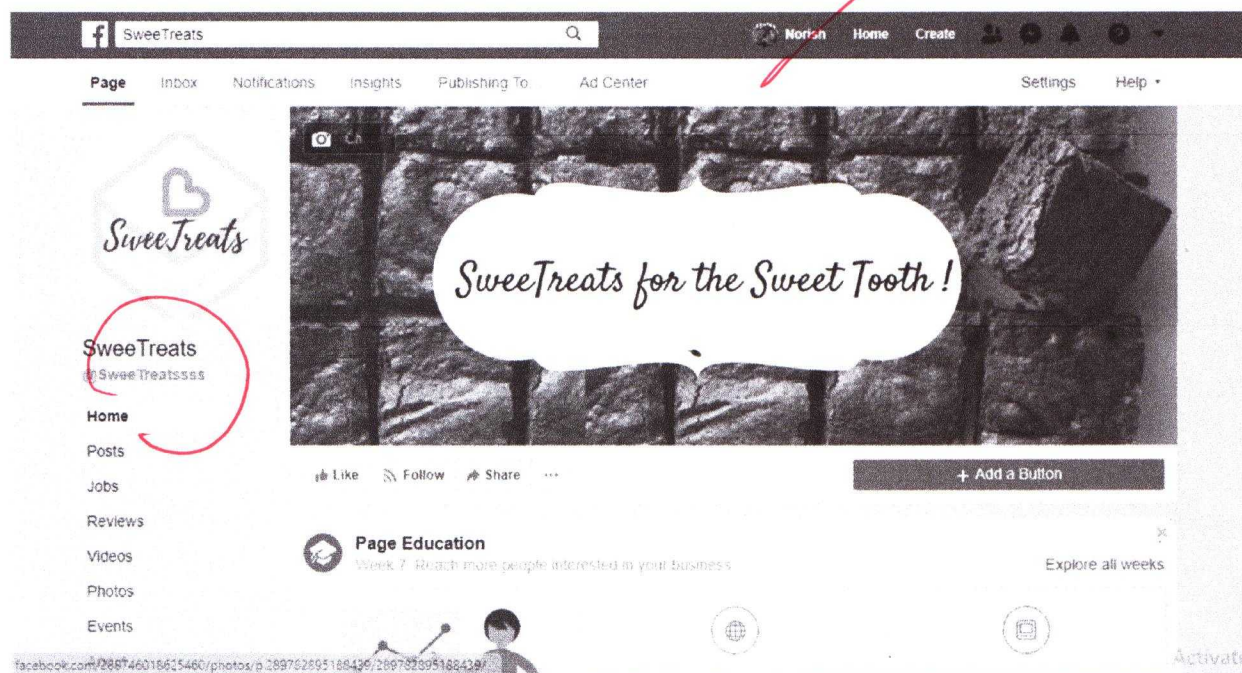 SweeTreats
Norish Home Create
Page Inbox Notifications Insights Publishing To Ad Center Settings Help
Ch
SweeTreats
SweeTreats for the Sweet Tooth !
SweeTreats
@SweeTreatssss
Home
Posts
Jobs
Reviews
Videos
Photos
Events
Like Follow Share ...
+ Add a Button
Page Education
Week 7 Reach more people interested in your business
Explore all weeks
Activate